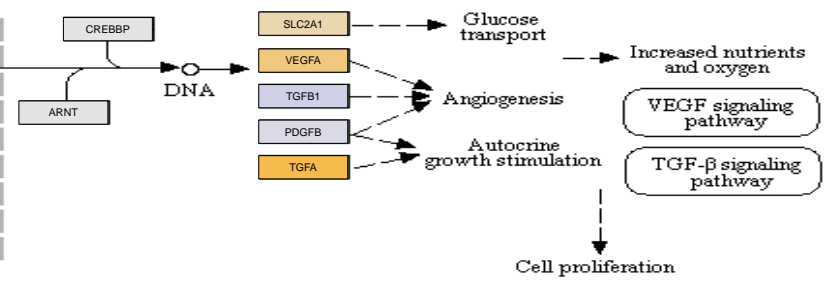 CREBBP
ARNT
DNA
SLC2A1
VEGFA
TGFB1
PDGFB
TGFA
Glucose
transport
Angiogenesis
Autocrine
growth stimulation
Increased nutrients
and oxygen
VEGF signaling
pathway
TGF-β signaling
pathway
Cell proliferation